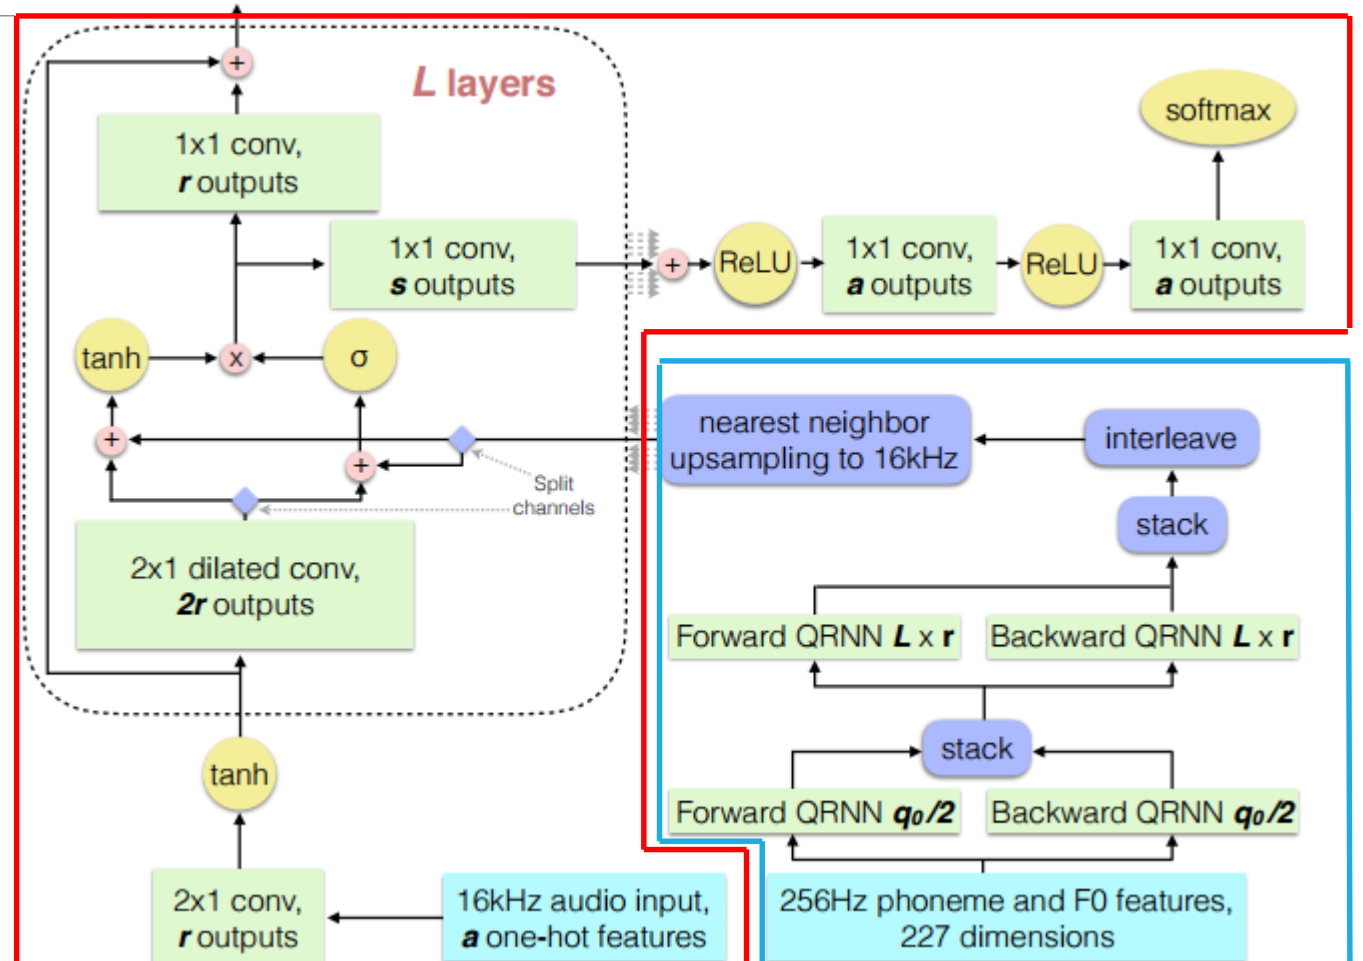 +
L layers
softmax
1x1 conv,
r outputs
1x1 conv,
s outputs
+
ReLU
1x1 conv,
a outputs
ReLU
1x1 conv,
a outputs
tanh
x
σ
+
+
Split
channels
nearest neighbor
upsampling to 16kHz
interleave
stack
2x1 dilated conv,
2r outputs
Forward QRNN L x r
Backward QRNN L x r
stack
tanh
Forward QRNN q₀/2
Backward QRNN q₀/2
2x1 conv,
r outputs
16kHz audio input,
a one-hot features
256Hz phoneme and F0 features,
227 dimensions